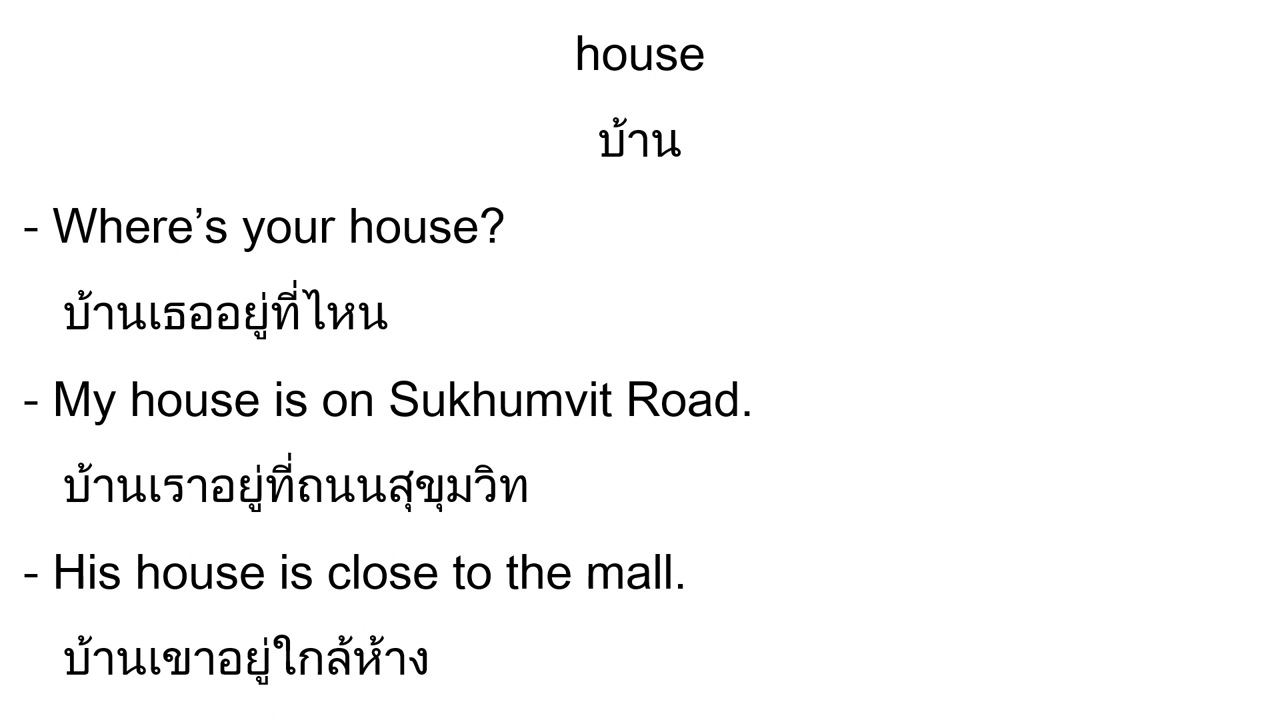 house
บ้าน
- Where’s your house?
บ้านเธออยู่ที่ไหน
- My house is on Sukhumvit Road.
บ้านเราอยู่ที่ถนนสุขุมวิท
- His house is close to the mall.
บ้านเขาอยู่ใกล้ห้าง